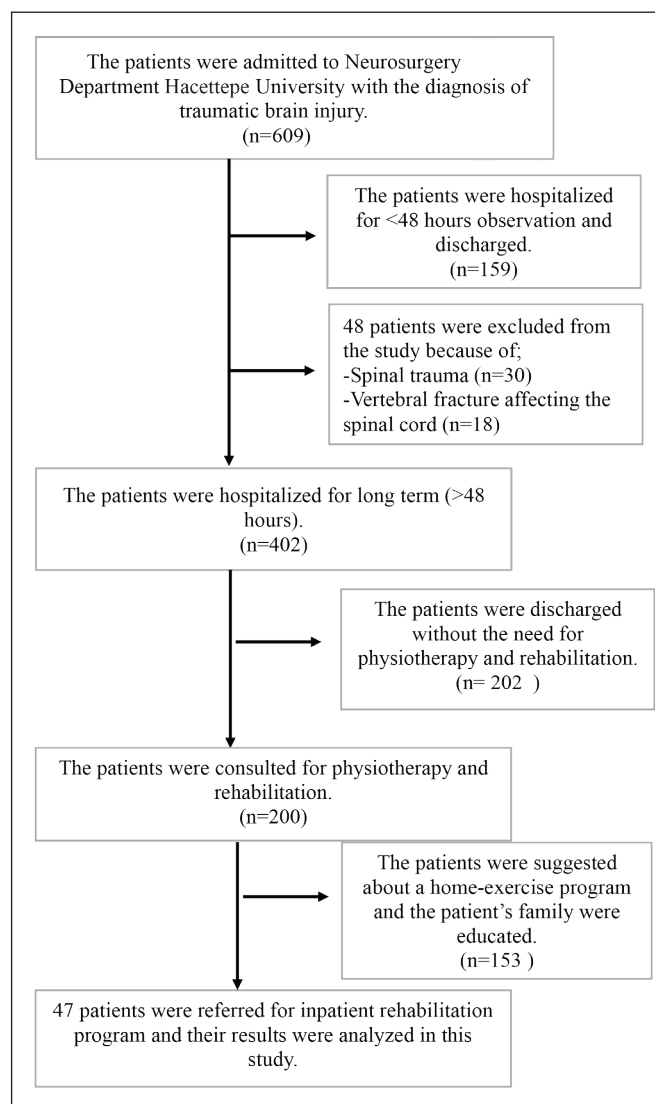 The patients were admitted to Neurosurgery
Department Hacettepe University with the diagnosis of
traumatic brain injury.
(n=609)
The patients were hospitalized
for <48 hours observation and
discharged.
(n=159)
48 patients were excluded from
the study because of;
-Spinal trauma (n=30)
-Vertebral fracture affecting the
spinal cord (n=18)
The patients were hospitalized for long term (>48
hours).
(n=402)
The patients were discharged
without the need for
physiotherapy and rehabilitation.
(n= 202 )
The patients were consulted for physiotherapy and
rehabilitation.
(n=200)
The patients were suggested
about a home-exercise program
and the patient's family were
educated.
(n=153 )
47 patients were referred for inpatient rehabilitation
program and their results were analyzed in this
study.